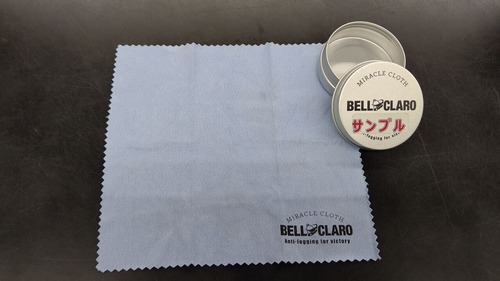 MIRACLE CLOTH
BELL CLARO
サンプル
MIRACLE CLOTH
BELL CLARO
Anti-fogging for victory